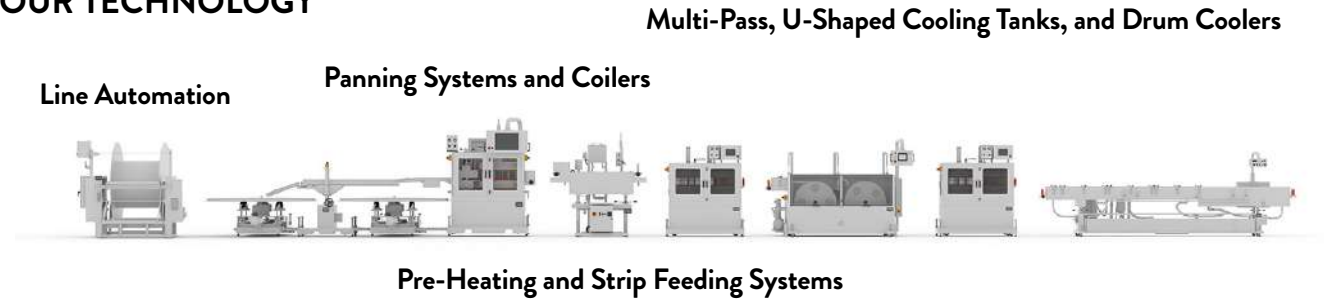 OUR TECHNOLOGY
Multi-Pass, U-Shaped Cooling Tanks, and Drum Coolers
Panning Systems and Coilers
Line Automation
Pre-Heating and Strip Feeding Systems